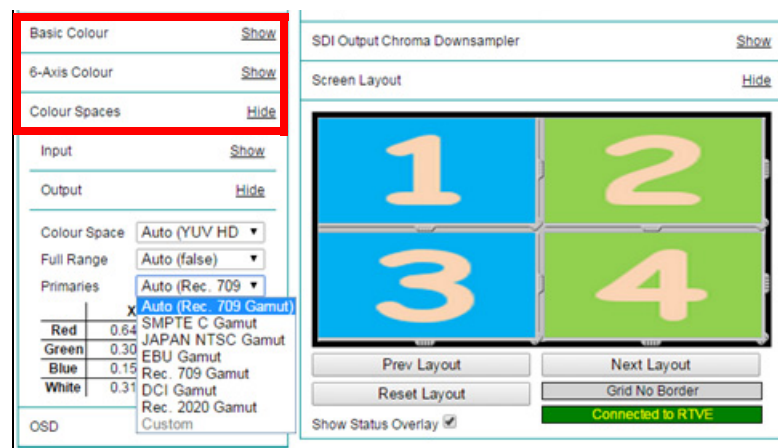 Basic Colour Show
6-Axis Colour Show
Colour Spaces Hide
Input Show
Output Hide
Colour Space Auto (YUV HD
Full Range Auto (false)
Primaries Auto (Rec. 709
X
Red 0.64
Green 0.30
Blue 0.15
White 0.31
Auto (Rec. 709 Gamut)
SMPTE C Gamut
JAPAN NTSC Gamut
EBU Gamut
Rec. 709 Gamut
DCI Gamut
Rec. 2020 Gamut
Custom
OSD
SDI Output Chroma Downsampler Show
Screen Layout Hide
1 2
3 4
Prev Layout Next Layout
Reset Layout Grid No Border
Show Status Overlay Connected to RTVE